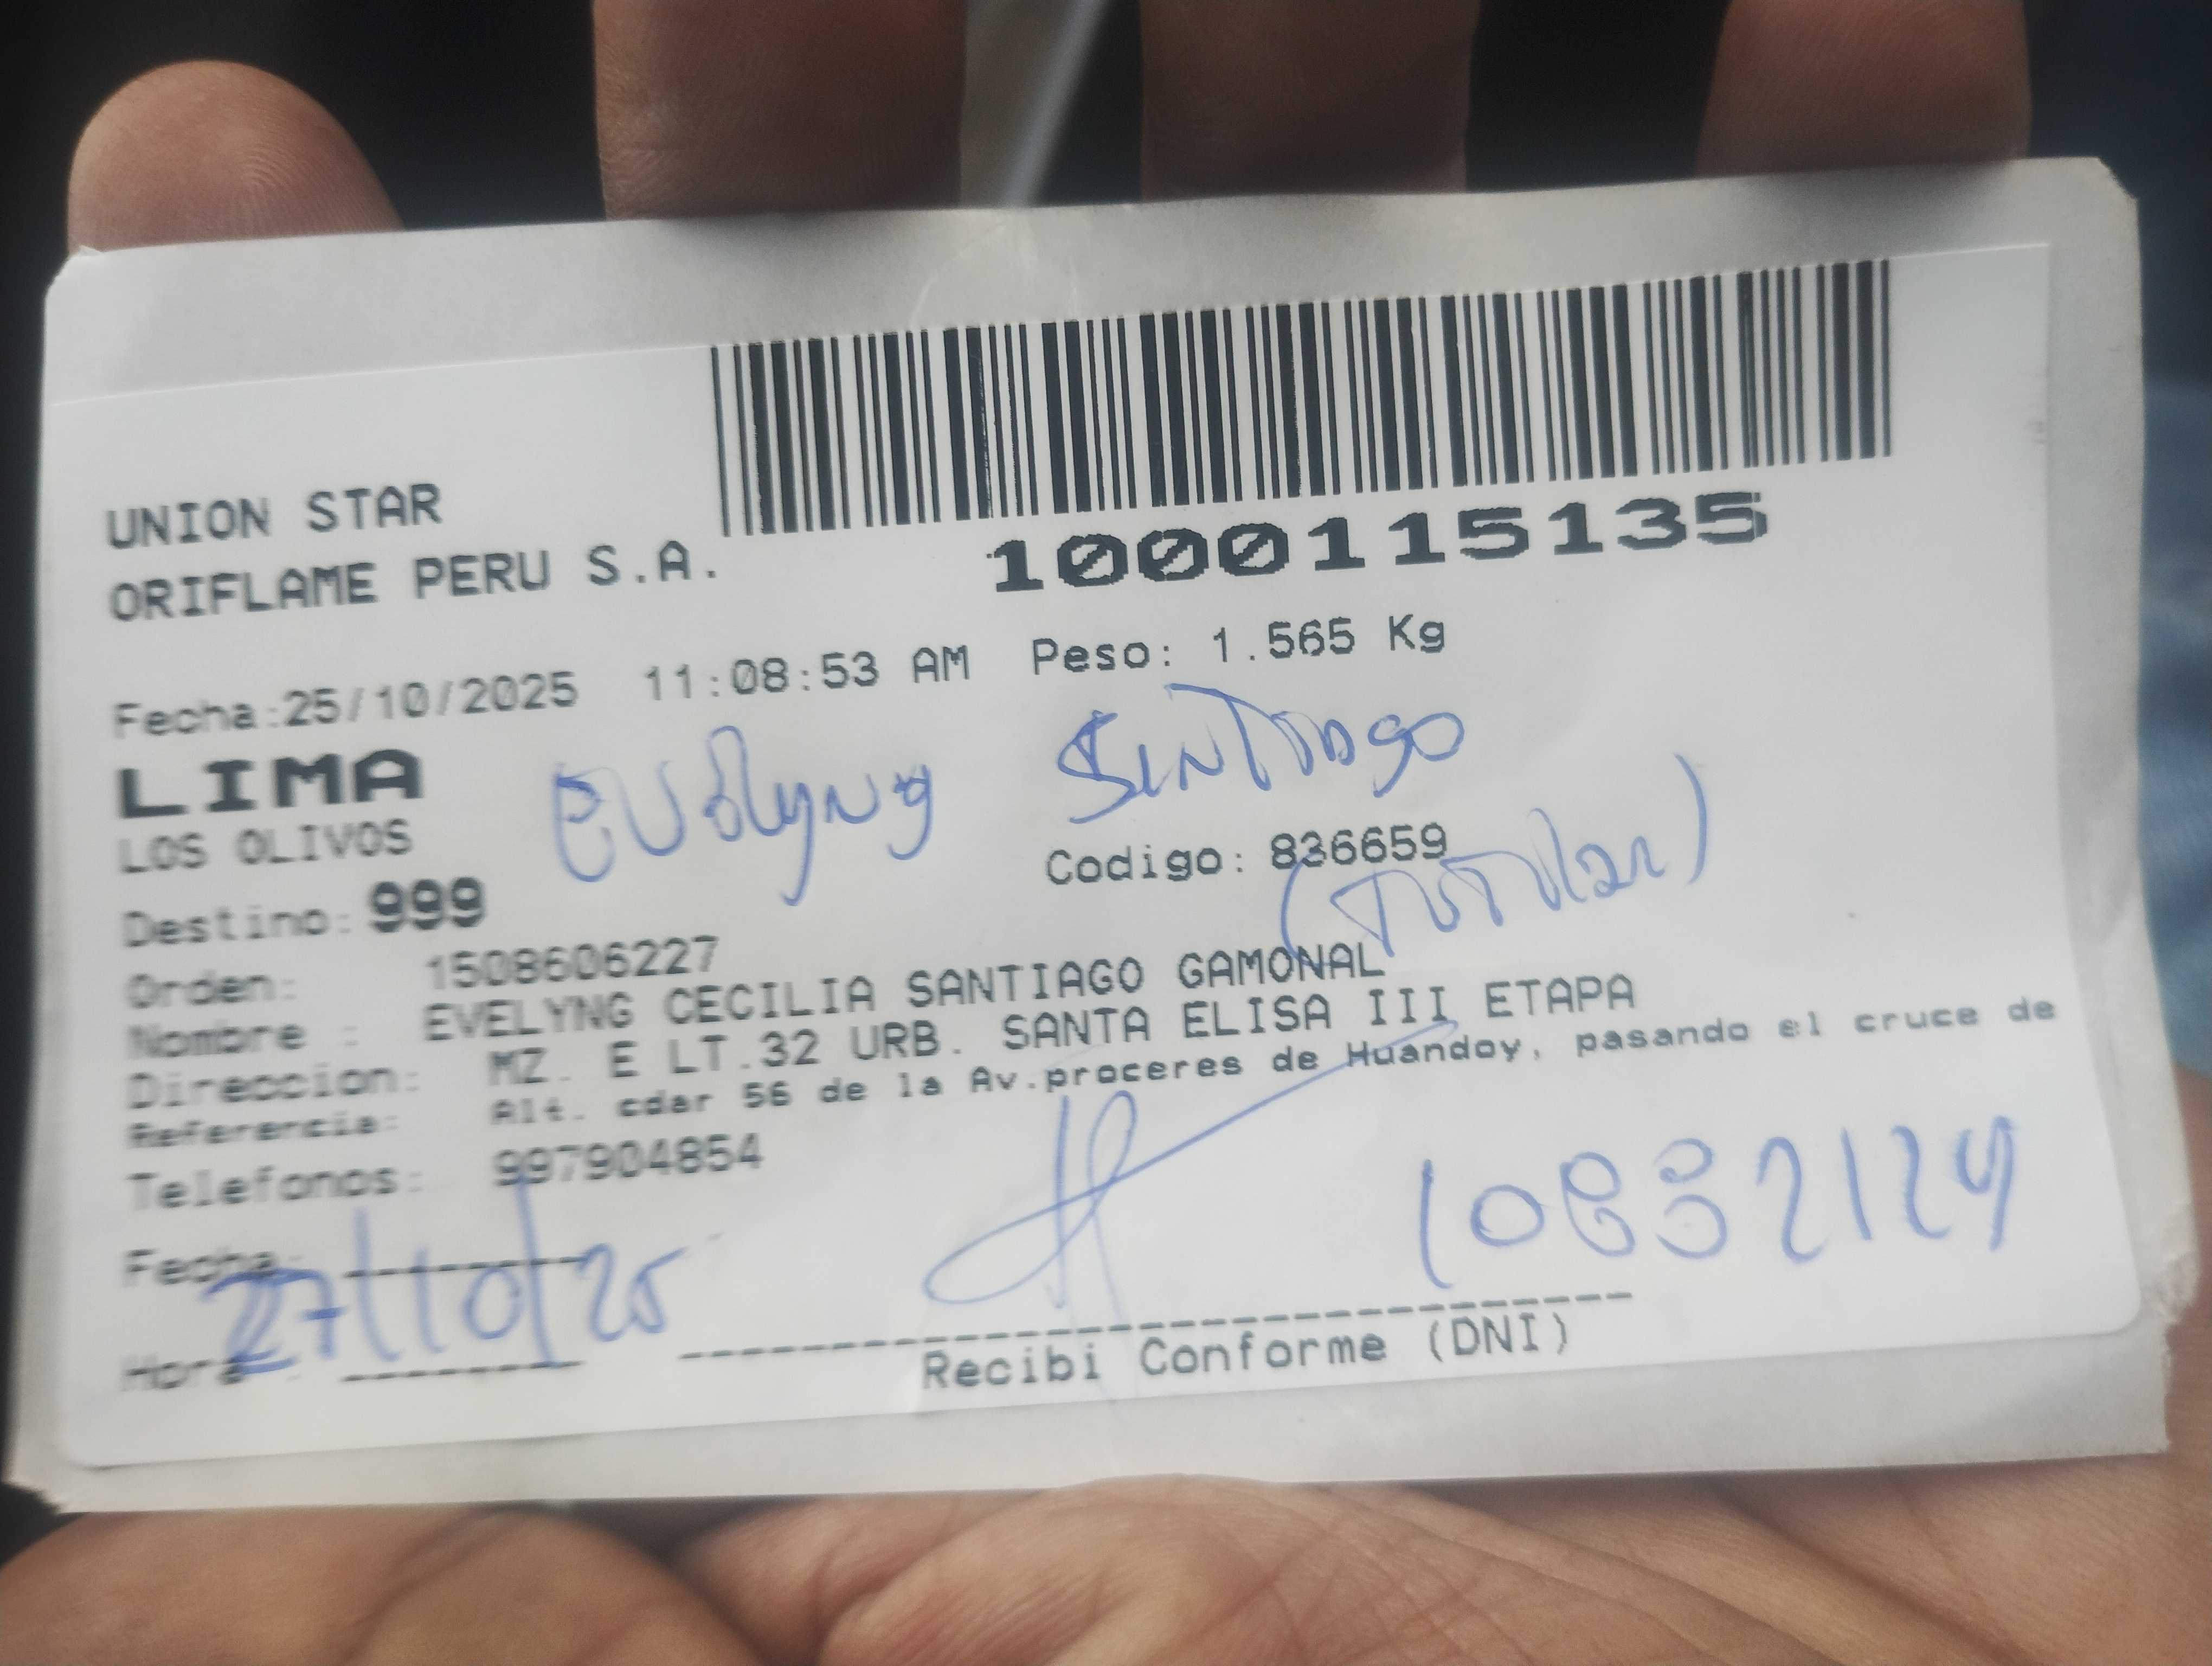 UNION STAR
ORIFLAME PERU S.A.
1000115135
Fecha:25/10/2025 11:08:53 AM Peso: 1.565 Kg
LIMA
Evelyng Santiago
LOS OLIVOS
Codigo: 836659
(Titular)
Destino: 999
Orden: 1508606227
Nombre : EVELYNG CECILIA SANTIAGO GAMONAL
Direccion: MZ. E LT.32 URB. SANTA ELISA III ETAPA
Referencia: Alt. cdar 56 de la Av.proceres de Huandoy, pasando el cruce de
Telefonos: 997904854
Fecha:
27/10/25
10832124
Hora :
Recibi Conforme (DNI)